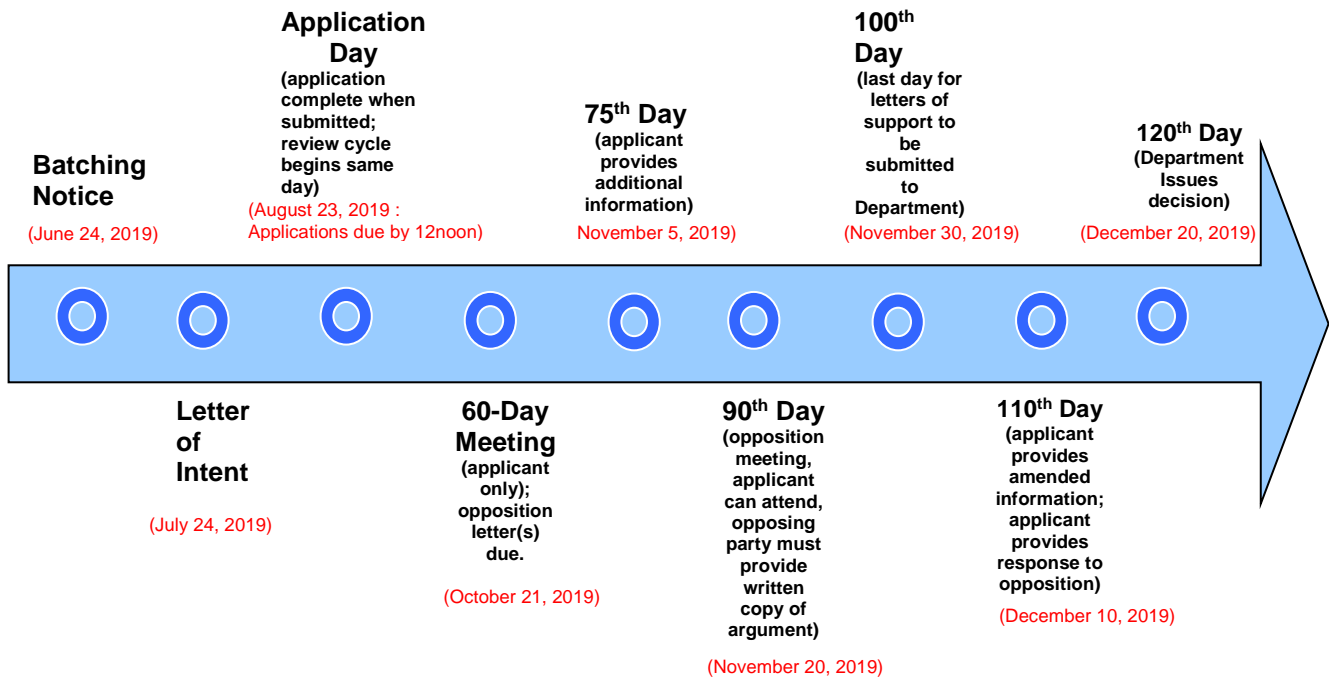 Batching
Notice
(June 24, 2019)
Letter
of
Intent
(July 24, 2019)
Application
Day
(application
complete when
submitted;
review cycle
begins same
day)
(August 23, 2019 :
Applications due by 12noon)
60-Day
Meeting
(applicant
only);
opposition
letter(s)
due.
(October 21, 2019)
75th Day
(applicant
provides
additional
information)
November 5, 2019)
90th Day
(opposition
meeting,
applicant
can attend,
opposing
party must
provide
written
copy of
argument)
(November 20, 2019)
100th
Day
(last day for
letters of
support to
be
submitted
to
Department)
(November 30, 2019)
110th Day
(applicant
provides
amended
information;
applicant
provides
response to
opposition)
(December 10, 2019)
120th Day
(Department
Issues
decision)
(December 20, 2019)